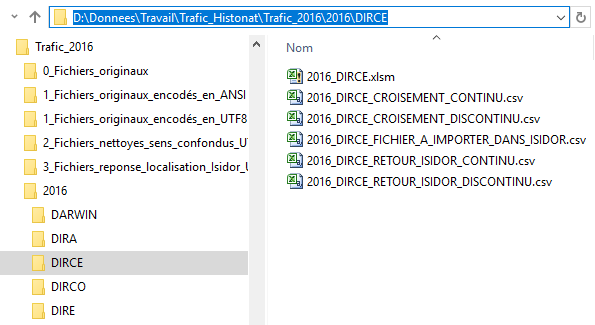 D:\Donnees\Travail\Trafic_Histonat\Trafic_2016\2016\DIRCE
Trafic_2016
0_Fichiers_originaux
1_Fichiers_originaux_encodés_en_ANSI
1_Fichiers_originaux_encodés_en_UTF8
2_Fichiers_nettoyes_sens_confondus_U
3_Fichiers_reponse_localisation_Isidor_U
2016
DARWIN
DIRA
DIRCE
DIRCO
DIRE
Nom
2016_DIRCE.xlsm
2016_DIRCE_CROISEMENT_CONTINU.csv
2016_DIRCE_CROISEMENT_DISCONTINU.csv
2016_DIRCE_FICHIER_A_IMPORTER_DANS_ISIDOR.csv
2016_DIRCE_RETOUR_ISIDOR_CONTINU.csv
2016_DIRCE_RETOUR_ISIDOR_DISCONTINU.csv